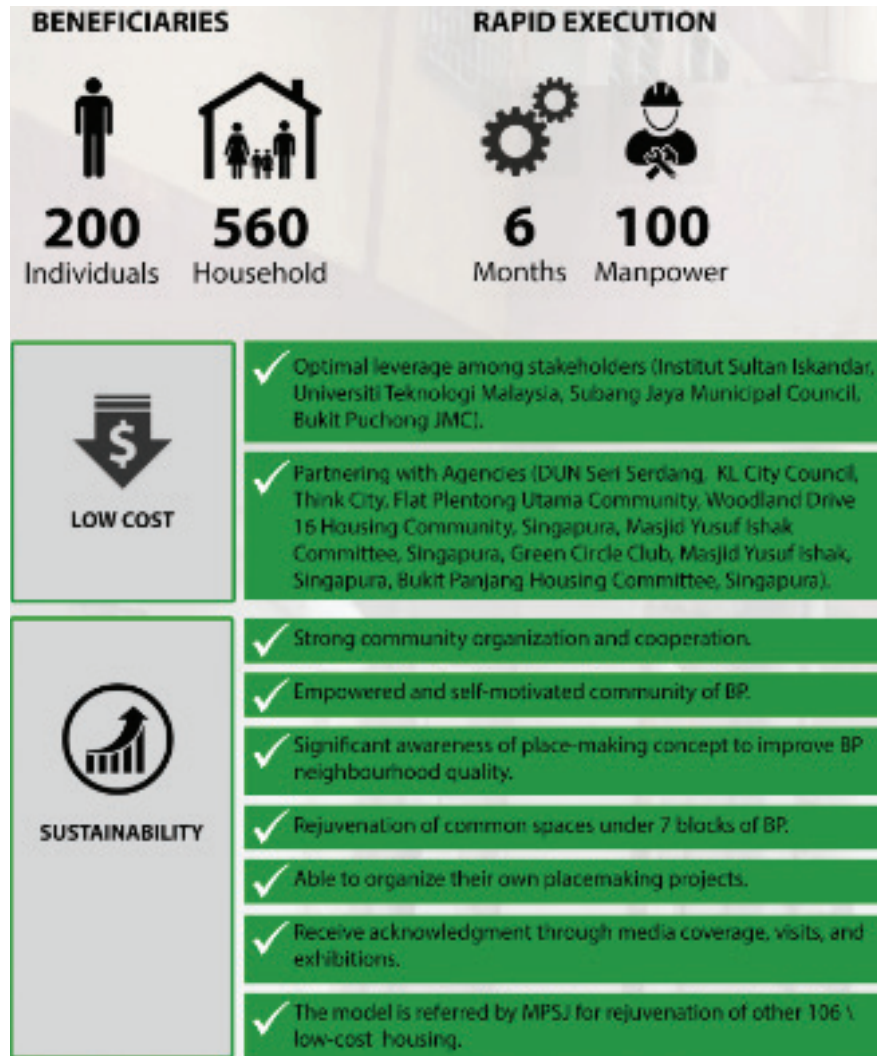 BENEFICIARIES
RAPID EXECUTION
200
Individuals
560
Household
6
Months
100
Manpower
$
LOW COST
Optimal leverage among stakeholders (Institut Sultan Iskandar,
Universiti Teknologi Malaysia, Subang Jaya Municipal Council,
Bukit Puchong JMC).
Partnering with Agencies (DUN Seri Serdang, KL City Council,
Think City, Flat Plentong Utama Community, Woodland Drive
16 Housing Community, Singapura, Masjid Yusuf Ishak
Committee, Singapura, Green Circle Club, Masjid Yusuf Ishak,
Singapura, Bukit Panjang Housing Committee, Singapura).
SUSTAINABILITY
Strong community organization and cooperation.
Empowered and self-motivated community of BP.
Significant awareness of place-making concept to improve BP
neighbourhood quality.
Rejuvenation of common spaces under 7 blocks of BP.
Able to organize their own placemaking projects.
Receive acknowledgment through media coverage, visits, and
exhibitions.
The model is referred by MPSJ for rejuvenation of other 106 \
low-cost housing.